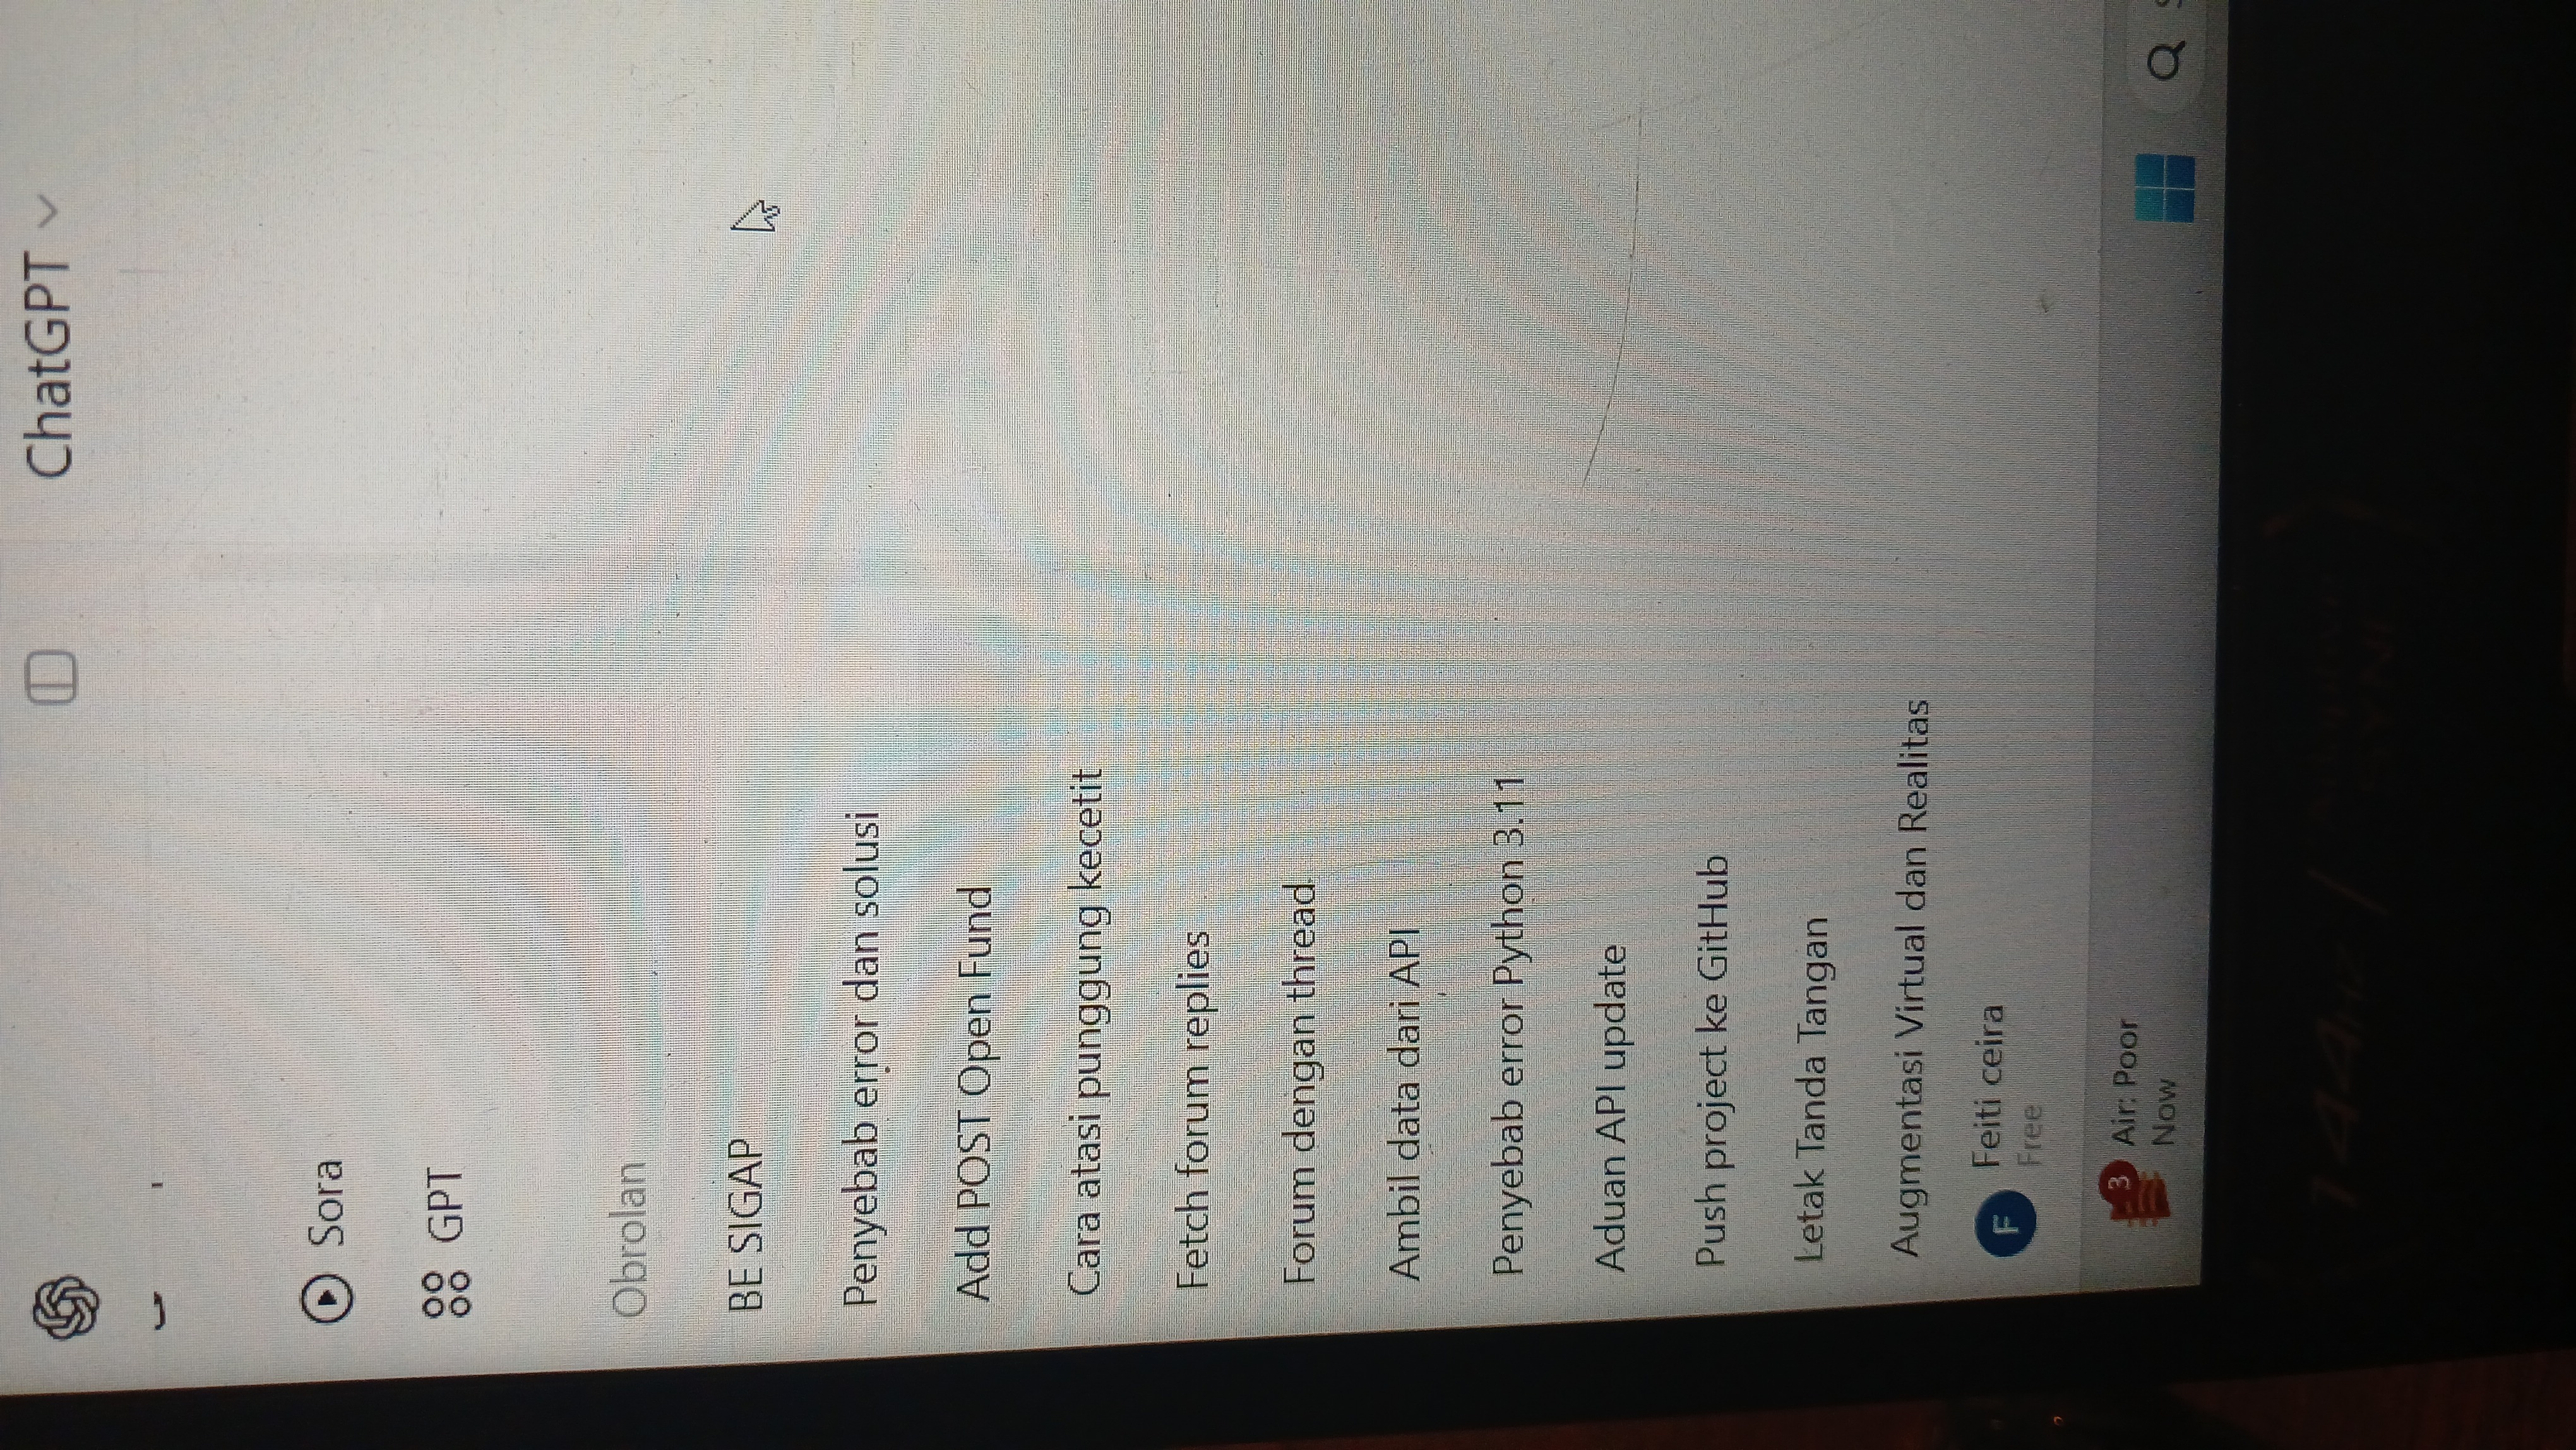 ChatGPT
Sora
GPT
Obrolan
BE SIGAP
Penyebab error dan solusi
Add POST Open Fund
Cara atasi punggung kecetit
Fetch forum replies
Forum dengan thread
Ambil data dari API
Penyebab error Python 3.11
Aduan API update
Push project ke GitHub
Letak Tanda Tangan
Augmentasi Virtual dan Realitas
F
Feiti ceira
Free
3
Air: Poor
Now
144Hz /